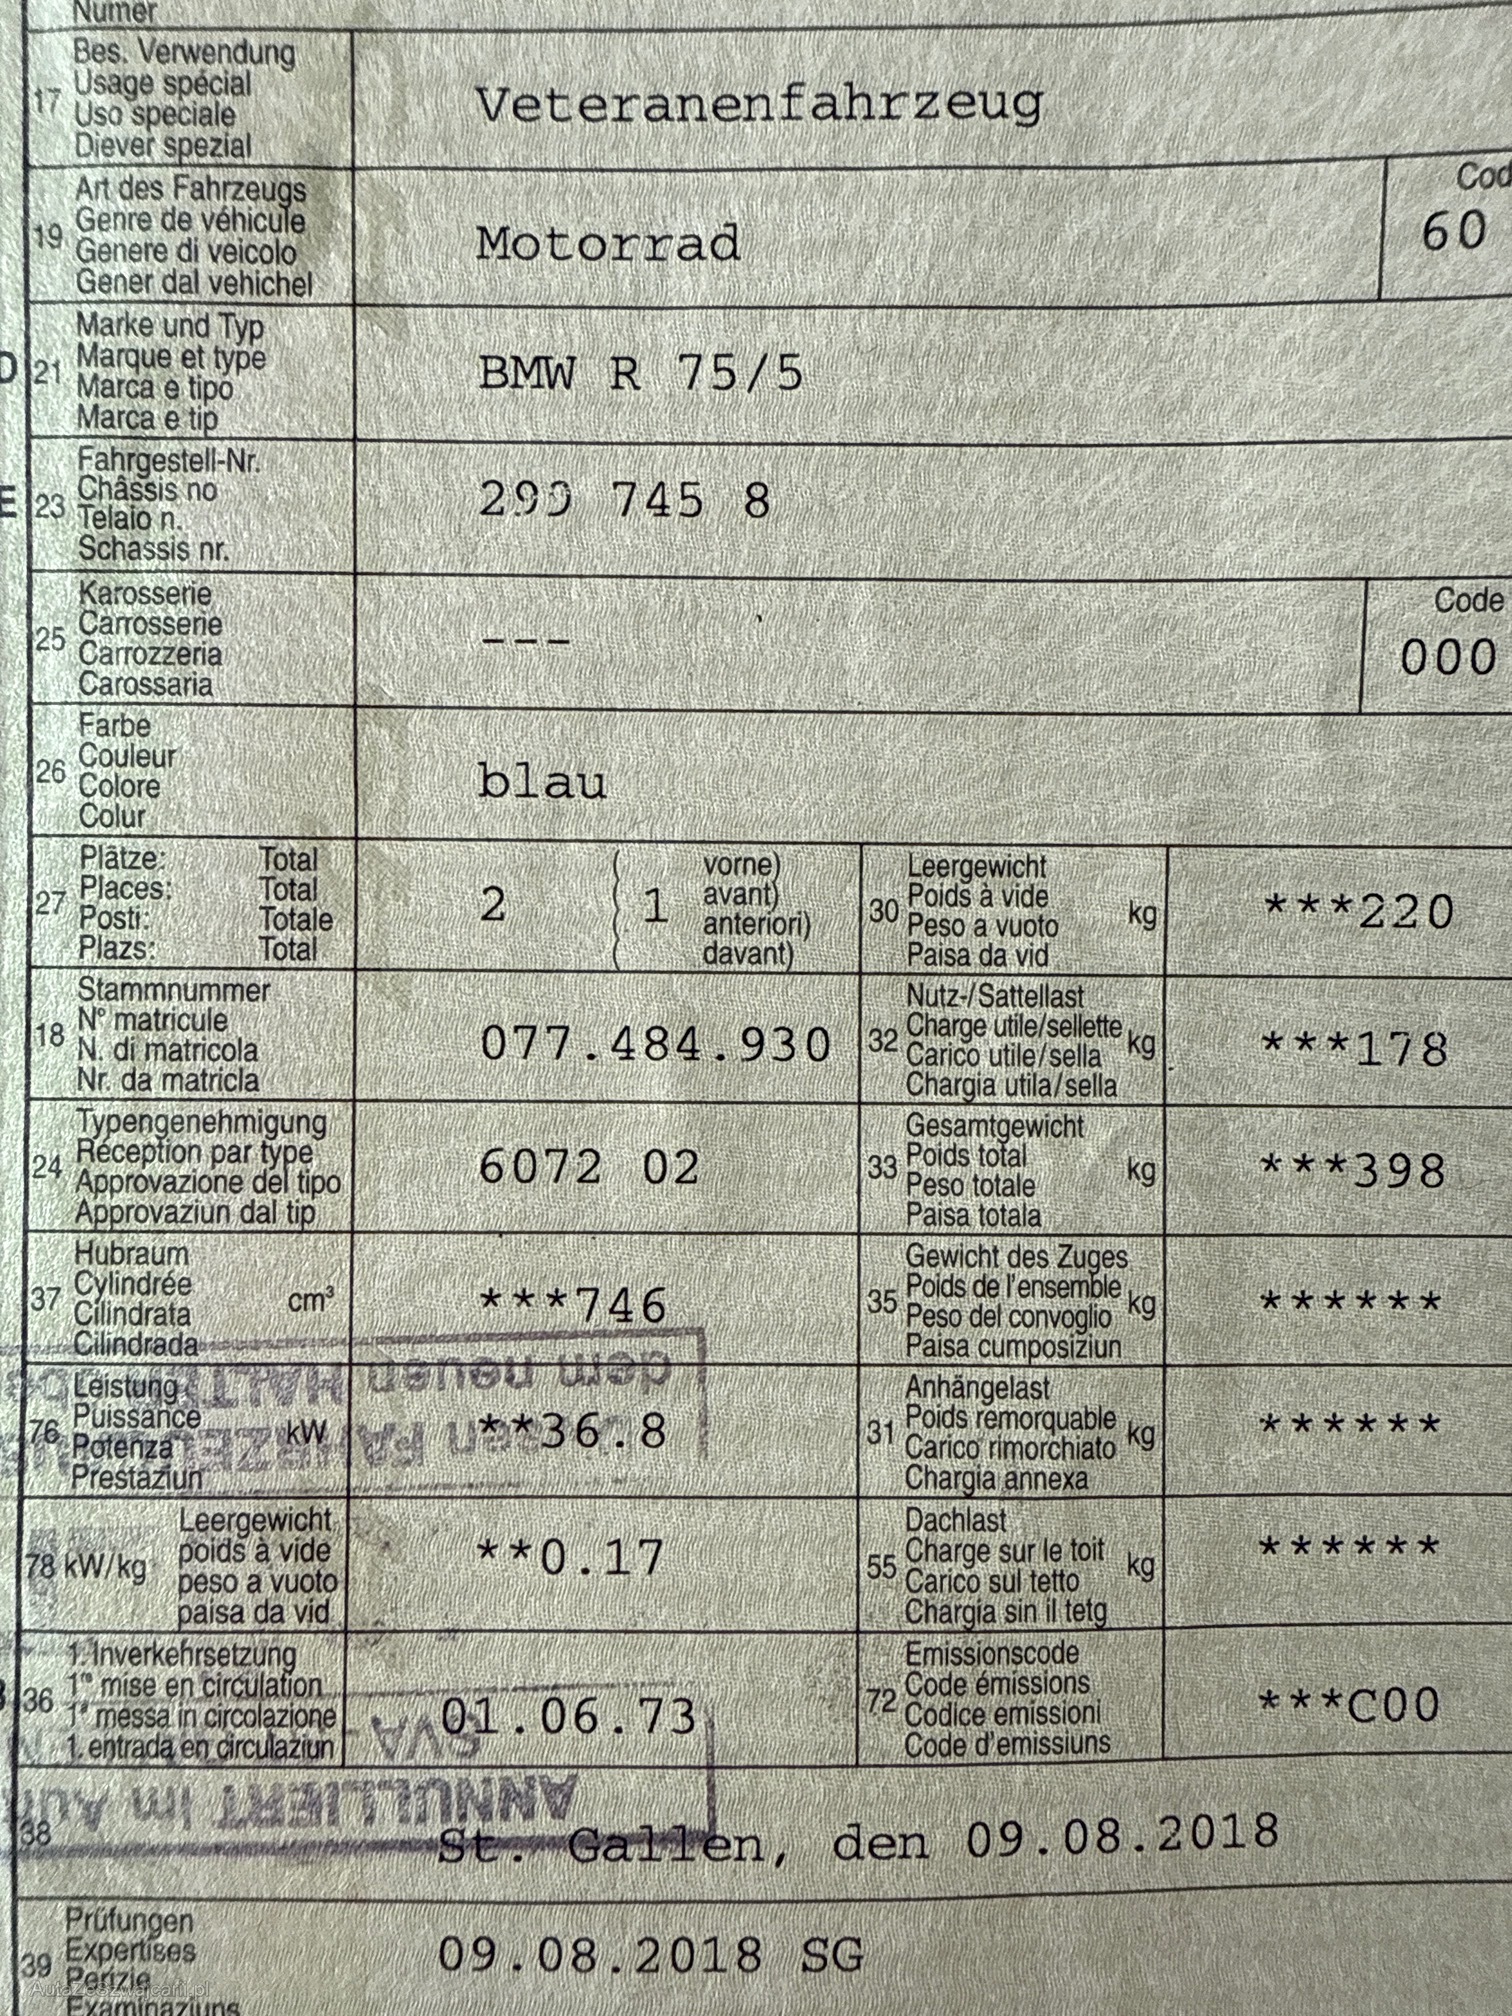 Numer
17 Bes. Verwendung
Usage spécial
Uso speciale
Diever spezial
Veteranenfahrzeug
19 Art des Fahrzeugs
Genre de véhicule
Genere di veicolo
Gener dal vehichel
Motorrad
Cod
60
D 21 Marke und Typ
Marque et type
Marca e tipo
Marca e tip
BMW R 75/5
E 23 Fahrgestell-Nr.
Châssis no
Telaio n.
Schassis nr.
299 745 8
25 Karosserie
Carrosserie
Carrozzeria
Carossaria
---
Code
000
26 Farbe
Couleur
Colore
Colur
blau
27 Plätze: Total
Places: Total
Posti: Totale
Plazs: Total
2 ( 1 vorne)
avant)
anteriori)
davant)
30 Leergewicht
Poids à vide
Peso a vuoto
Paisa da vid
kg
***220
18 Stammnummer
N° matricule
N. di matricola
Nr. da matricla
077.484.930
32 Nutz-/Sattellast
Charge utile/sellette
Carico utile/sella
Chargia utila/sella
kg
***178
24 Typengenehmigung
Réception par type
Approvazione del tipo
Approvaziun dal tip
6072 02
33 Gesamtgewicht
Poids total
Peso totale
Paisa totala
kg
***398
37 Hubraum
Cylindrée
Cilindrata
Cilindrada
cm³
***746
35 Gewicht des Zuges
Poids de l'ensemble
Peso del convoglio
Paisa cumposiziun
kg
******
dem neuen HALTER
76 Leistung
Puissance
Potenza
Prestaziun
kW
**36.8
31 Anhängelast
Poids remorquable
Carico rimorchiato
Chargia annexa
kg
******
78 kW/kg Leergewicht
poids à vide
peso a vuoto
paisa da vid
**0.17
55 Dachlast
Charge sur le toit
Carico sul tetto
Chargia sin il tetg
kg
******
36 1. Inverkehrsetzung
1re mise en circulation
1a messa in circolazione
1. entrada en circulaziun
01.06.73
72 Emissionscode
Code émissions
Codice emissioni
Code d'emissiuns
***C00
SVA
ANNULLIERT im
38 St. Gallen, den 09.08.2018
39 Prüfungen
Expertises
Perizie
Examinaziuns
09.08.2018 SG
AutaZeSzwajcarii.pl